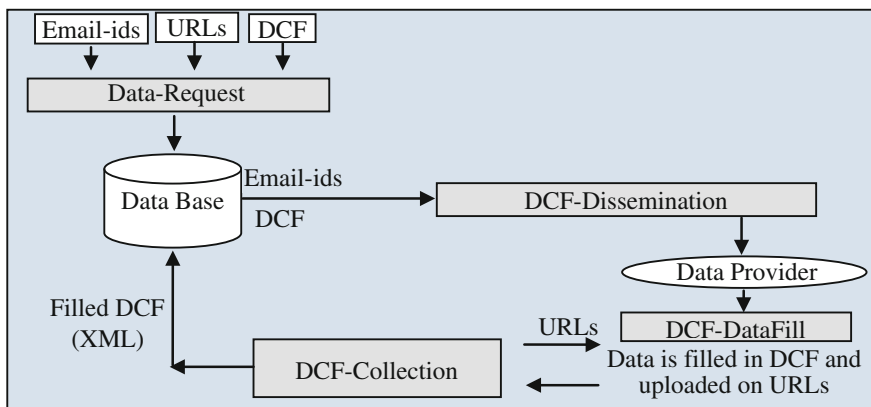 Email-ids
URLs
DCF
Data-Request
Data Base
Email-ids
DCF
DCF-Dissemination
Data Provider
DCF-DataFill
Data is filled in DCF and
uploaded on URLs
URLs
DCF-Collection
Filled DCF
(XML)